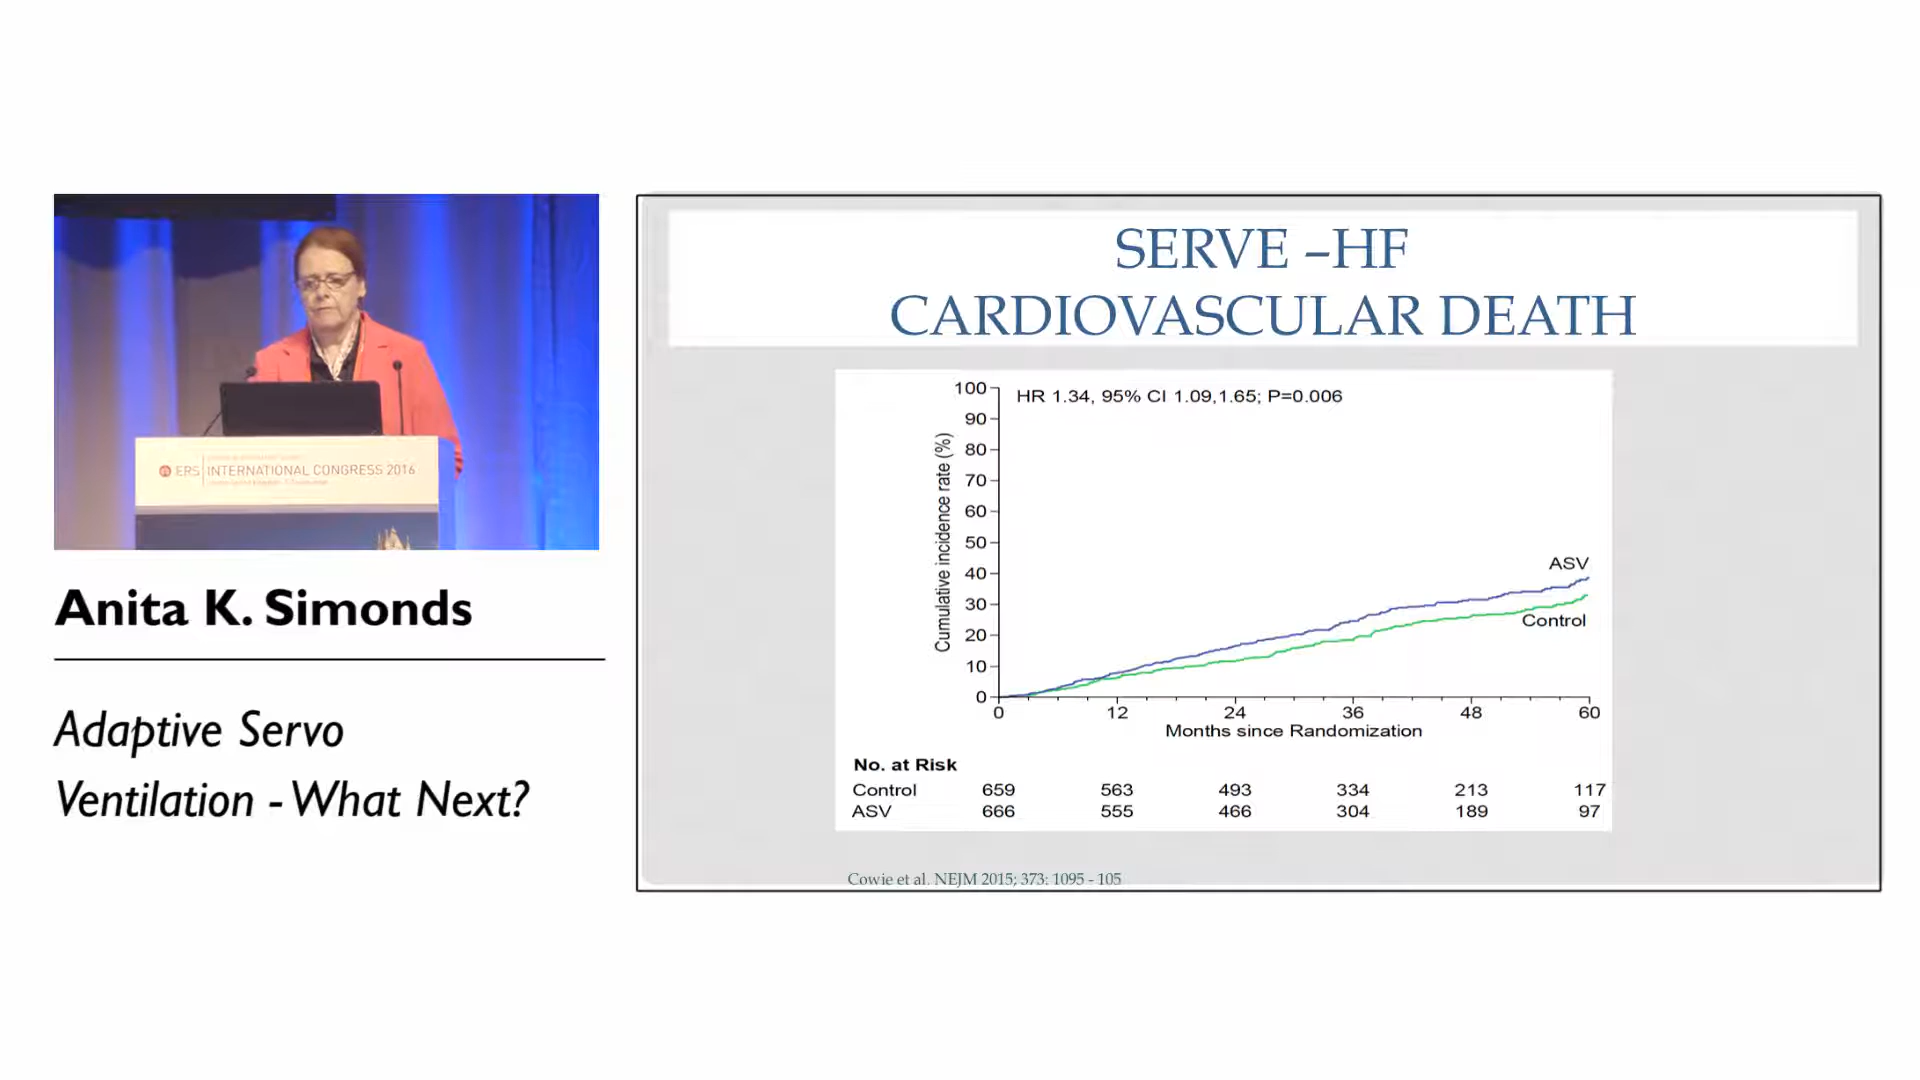 ERS INTERNATIONAL CONGRESS 2016
Anita K. Simonds
Adaptive Servo
Ventilation - What Next?
SERVE –HF
CARDIOVASCULAR DEATH
HR 1.34, 95% CI 1.09,1.65; P=0.006
Cumulative incidence rate (%)
100
90
80
70
60
50
40
30
20
10
0
ASV
Control
0 12 24 36 48 60
Months since Randomization
No. at Risk
Control 659 563 493 334 213 117
ASV 666 555 466 304 189 97
Cowie et al. NEJM 2015; 373: 1095 - 105